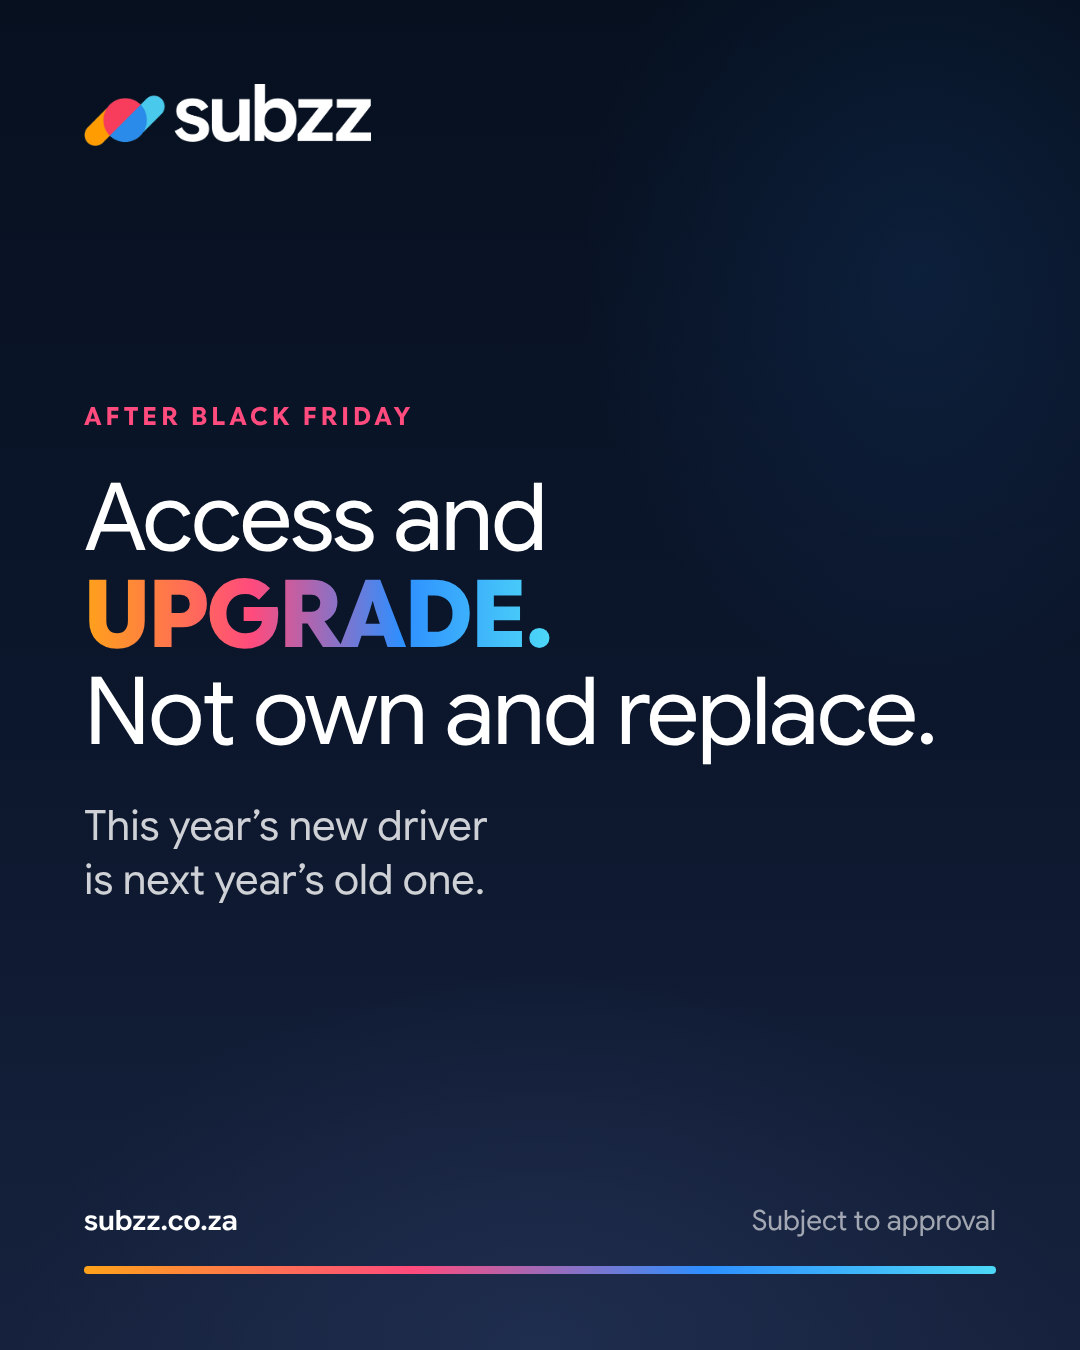 subzz
AFTER BLACK FRIDAY
Access and
UPGRADE.
Not own and replace.
This year’s new driver
is next year’s old one.
subzz.co.za
Subject to approval